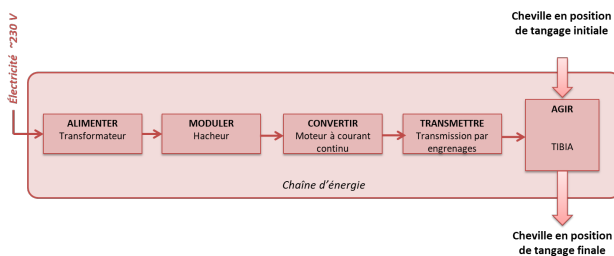 Cheville en position
de tangage initiale
Électricité ~230 V
ALIMENTER
Transformateur
MODULER
Hacheur
CONVERTIR
Moteur à courant
continu
TRANSMETTRE
Transmission par
engrenages
AGIR
TIBIA
Chaîne d'énergie
Cheville en position
de tangage finale